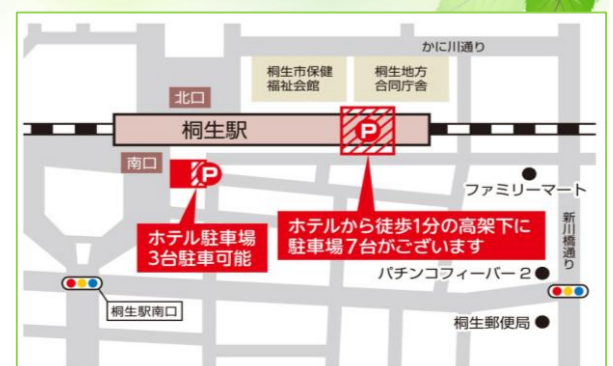 かに川通り
桐生市保健
福祉会館
桐生地方
合同庁舎
北口
桐生駅
P
南口
P
ファミリーマート
ホテル駐車場
3台駐車可能
ホテルから徒歩1分の高架下に
駐車場7台がございます
新川橋通り
パチンコフィーバー2
桐生駅南口
桐生郵便局